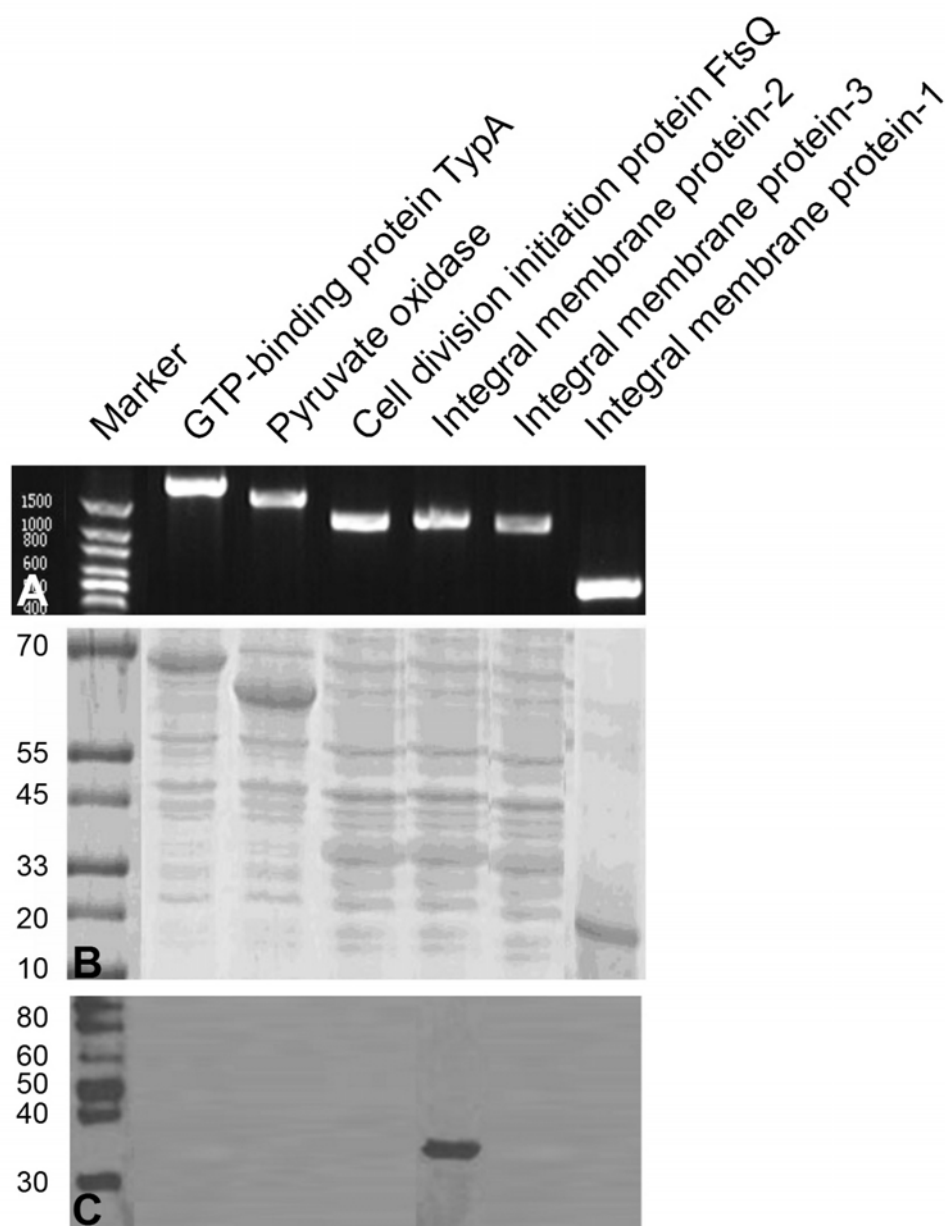 Marker
GTP-binding protein TypA
Pyruvate oxidase
Cell division initiation protein FtsQ
Integral membrane protein-2
Integral membrane protein-3
Integral membrane protein-1
1500
1000
800
600
400
A
70
55
45
33
20
10
B
80
60
50
40
30
C